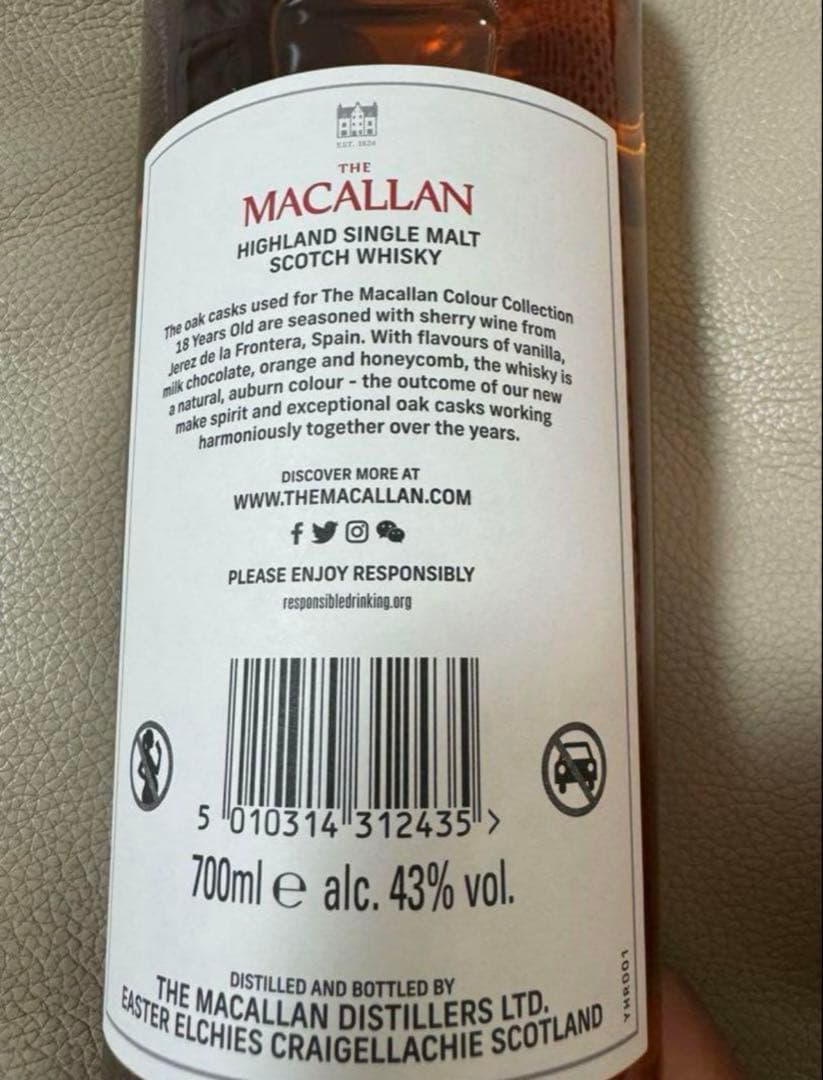 EST. 1824
THE
MACALLAN
HIGHLAND SINGLE MALT
SCOTCH WHISKY
The oak casks used for The Macallan Colour Collection
18 Years Old are seasoned with sherry wine from
Jerez de la Frontera, Spain. With flavours of vanilla,
milk chocolate, orange and honeycomb, the whisky is
a natural, auburn colour - the outcome of our new
make spirit and exceptional oak casks working
harmoniously together over the years.
DISCOVER MORE AT
WWW.THEMACALLAN.COM
PLEASE ENJOY RESPONSIBLY
responsibledrinking.org
5 010314 312435 >
700ml e alc. 43% vol.
DISTILLED AND BOTTLED BY
THE MACALLAN DISTILLERS LTD.
EASTER ELCHIES CRAIGELLACHIE SCOTLAND
YHR001